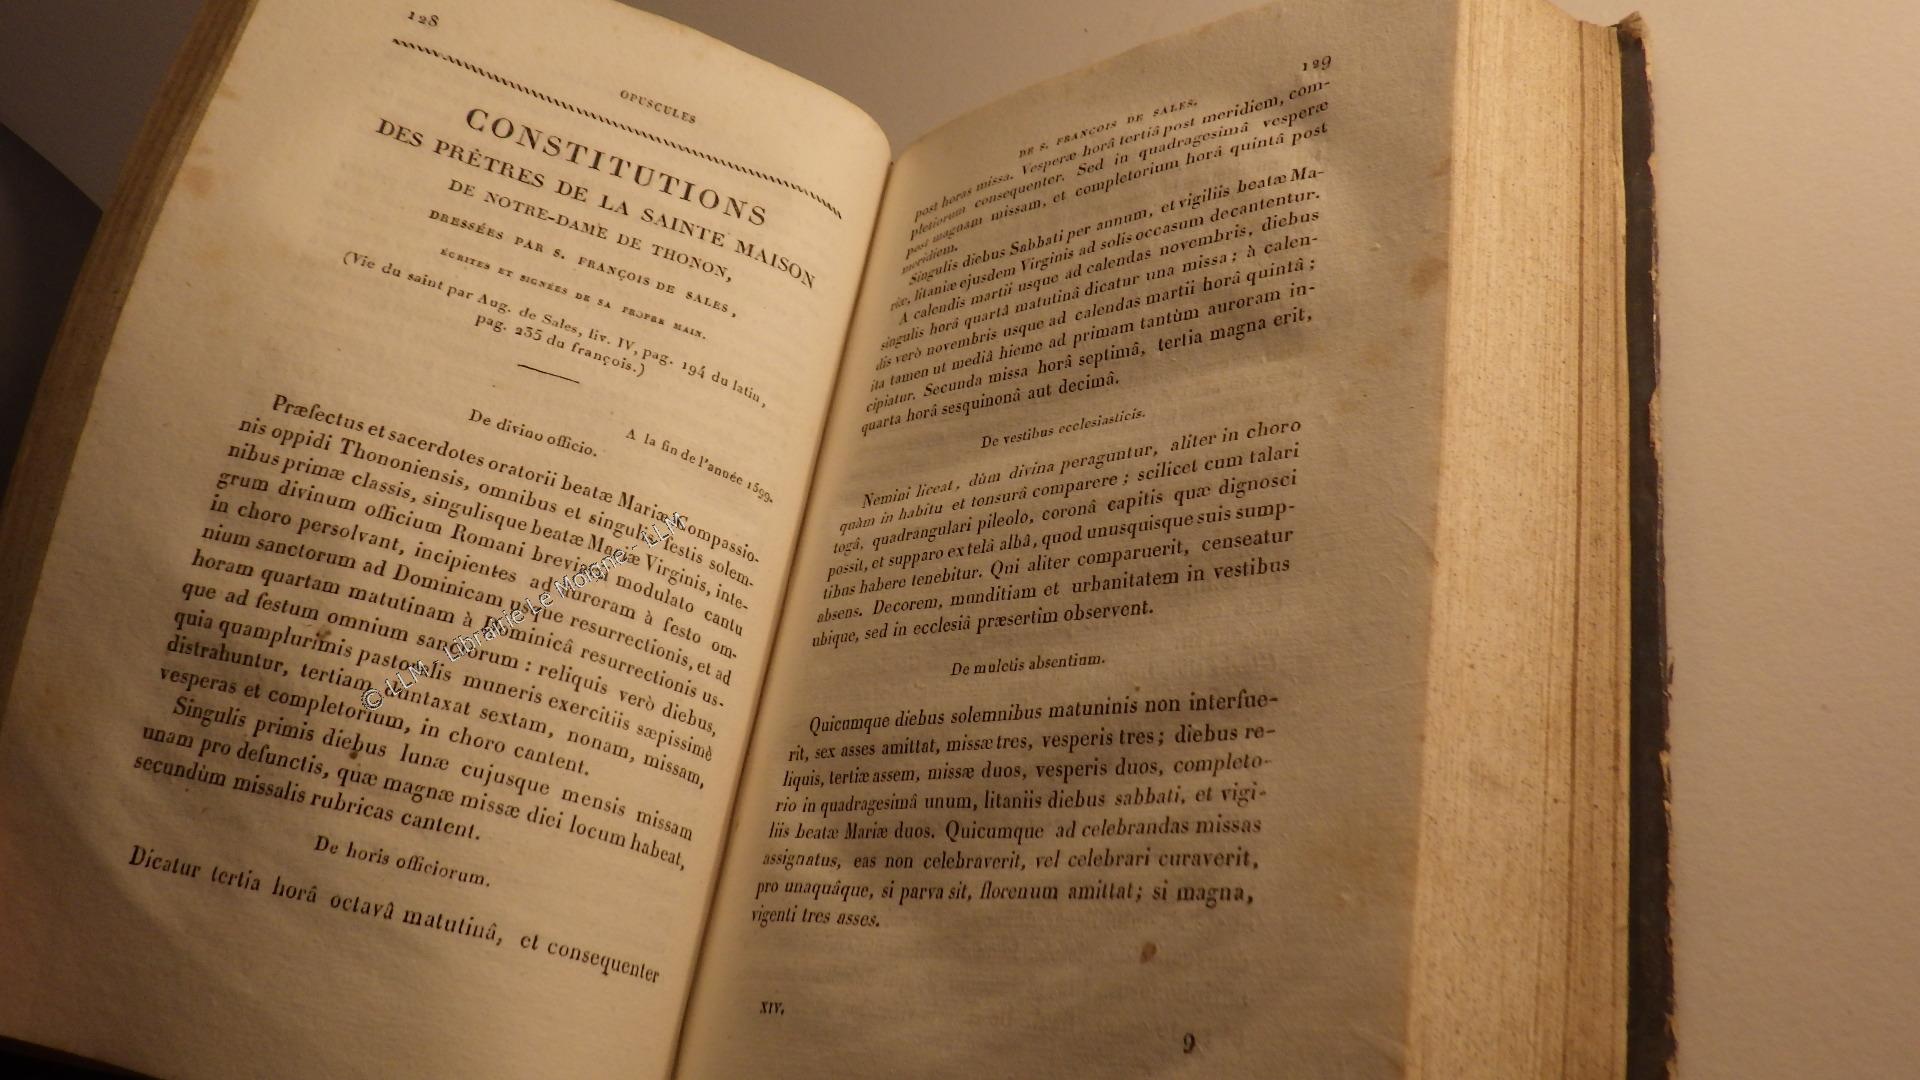 128
OPUSCULES
CONSTITUTIONS
DES PRÊTRES DE LA SAINTE MAISON
DE NOTRE-DAME DE THONON,
DRESSÉES PAR S. FRANÇOIS DE SALES,
ÉCRITES ET SIGNÉES DE SA PROPRE MAIN.
(Vie du saint par Aug. de Sales, liv. IV, pag. 194 du latin,
pag. 235 du françois.)
A la fin de l'année 1599.
De divino officio.
Præfectus et sacerdotes oratorii beatæ Mariæ Compassio-
nis oppidi Thononiensis, omnibus et singulis festis solem-
nibus primæ classis, singulisque beatæ Mariæ Virginis, inte-
grum divinum officium Romani breviarii modulato cantu
in choro persolvant, incipientes ad auroram à festo om-
nium sanctorum ad Dominicam usque resurrectionis, et ad
horam quartam matutinam à Dominicâ resurrectionis us-
que ad festum omnium sanctorum : reliquis verò diebus,
quia quamplurimis pastoralis muneris exercitiis sæpissimè
distrahuntur, tertiam duntaxat sextam, nonam, missam,
vesperas et completorium, in choro cantent.
Singulis primis diebus lunæ cujusque mensis missam
unam pro defunctis, quæ magnæ missæ dici locum habeat,
secundùm missalis rubricas cantent.
De horis officiorum.
Dicatur tertia horâ octavâ matutinâ, et consequenter
© LLM - Librairie Le Moigne - LLM
DE S. FRANÇOIS DE SALES.
129
post horas missa. Vesperæ horâ tertiâ post meridiem, com-
pletorium consequenter. Sed in quadragesimâ vesperæ
post magnam missam, et completorium horâ quintâ post
meridiem.
Singulis diebus Sabbati per annum, et vigiliis beatæ Ma-
riæ, litaniæ ejusdem Virginis ad solis occasum decantentur.
A calendis martii usque ad calendas novembris, diebus
singulis horâ quartâ matutinâ dicatur una missa ; à calen-
dis verò novembris usque ad calendas martii horâ quintâ ;
ita tamen ut mediâ hieme ad primam tantùm auroram in-
cipiatur. Secunda missa horâ septimâ, tertia magna erit,
quarta horâ sesquinonâ aut decimâ.
De vestibus ecclesiasticis.
Nemini liceat, dùm divina peraguntur, aliter in choro
quàm in habitu et tonsurâ comparere ; scilicet cum talari
togâ, quadrangulari pileolo, coronâ capitis quæ dignosci
possit, et supparo ex telâ albâ, quod unusquisque suis sump-
tibus habere tenebitur. Qui aliter comparuerit, censeatur
absens. Decorem, munditiam et urbanitatem in vestibus
ubique, sed in ecclesiâ præsertim observent.
De mulctis absentium.
Quicumque diebus solemnibus matuninis non interfue-
rit, sex asses amittat, missæ tres, vesperis tres ; diebus re-
liquis, tertiæ assem, missæ duos, vesperis duos, completo-
rio in quadragesimâ unum, litaniis diebus sabbati, et vigi-
liis beatæ Mariæ duos. Quicumque ad celebrandas missas
assignatus, eas non celebraverit, vel celebrari curaverit,
pro unaquâque, si parva sit, florenum amittat ; si magna,
vigenti tres asses.
XIV.
9